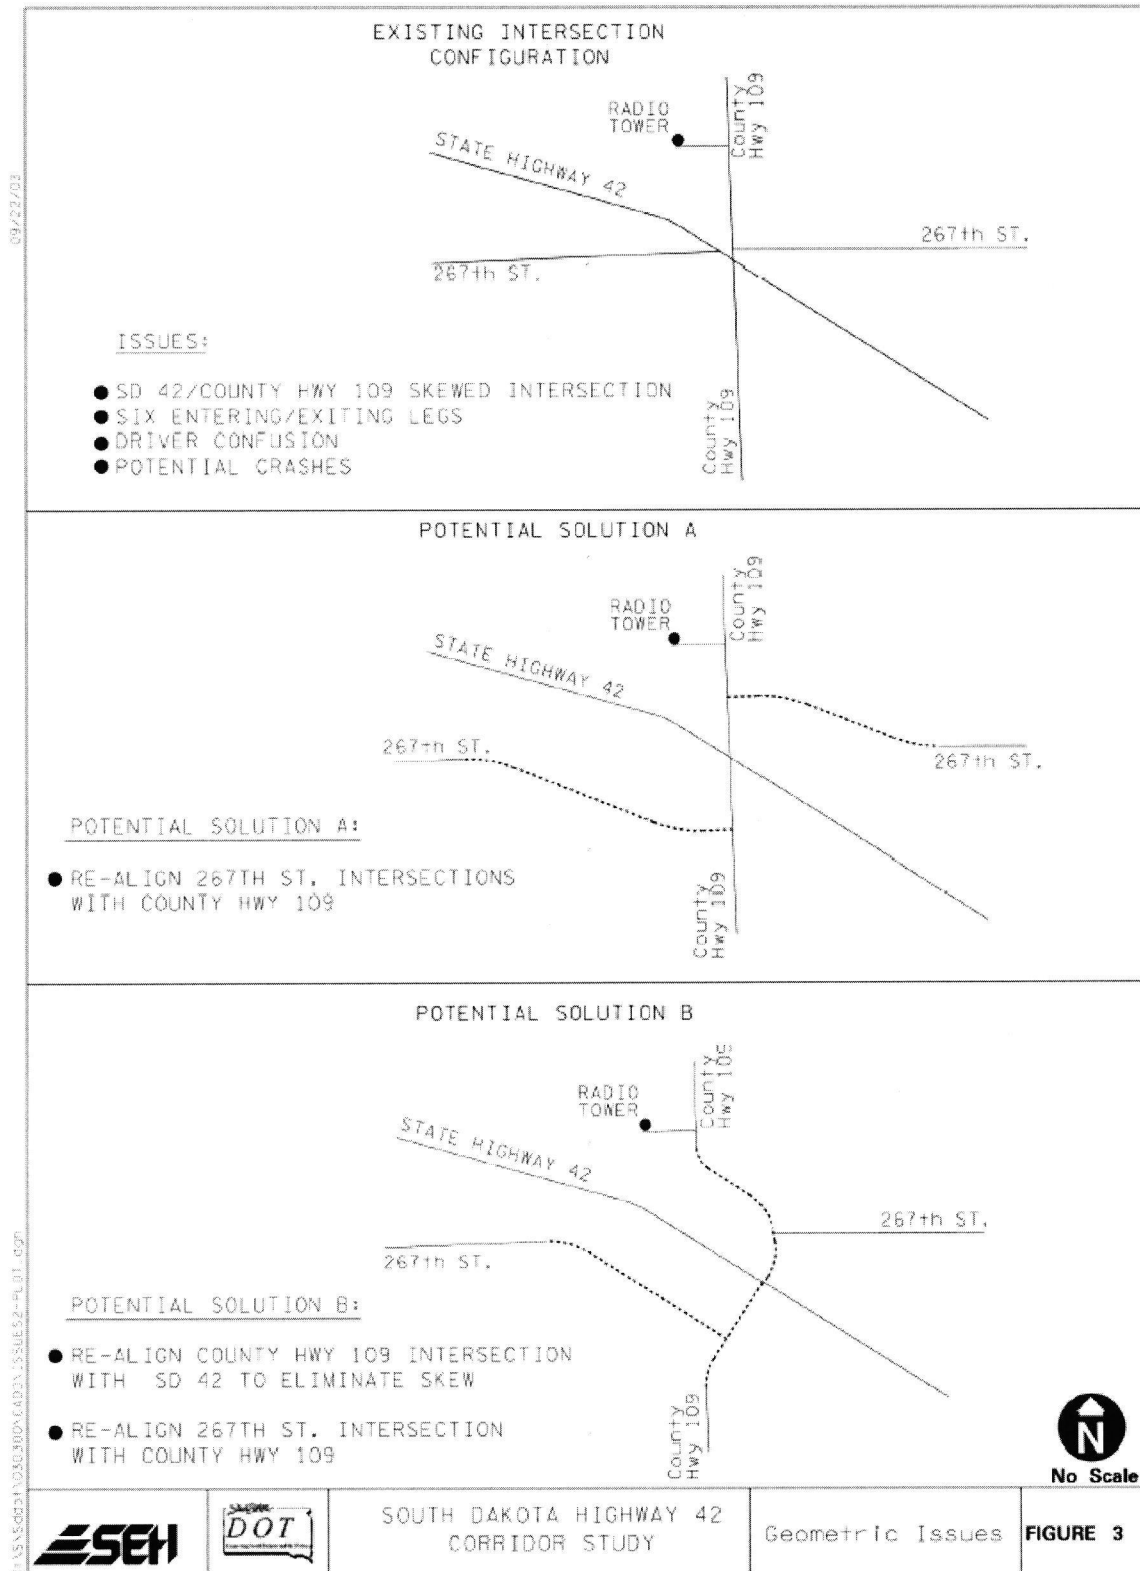 EXISTING INTERSECTION
CONFIGURATION
RADIO
TOWER
County
Hwy 109
STATE HIGHWAY 42
267th ST.
267th ST.
County
Hwy 109
ISSUES:
SD 42/COUNTY HWY 109 SKEWED INTERSECTION
SIX ENTERING/EXITING LEGS
DRIVER CONFUSION
POTENTIAL CRASHES
09/22/03
POTENTIAL SOLUTION A
RADIO
TOWER
County
Hwy 109
STATE HIGHWAY 42
267th ST.
267th ST.
County
Hwy 109
POTENTIAL SOLUTION A:
RE-ALIGN 267TH ST. INTERSECTIONS
WITH COUNTY HWY 109
POTENTIAL SOLUTION B
RADIO
TOWER
County
STATE HIGHWAY 42
267th ST.
267th ST.
County
Hwy 109
POTENTIAL SOLUTION B:
RE-ALIGN COUNTY HWY 109 INTERSECTION
WITH SD 42 TO ELIMINATE SKEW
RE-ALIGN 267TH ST. INTERSECTION
WITH COUNTY HWY 109
N
No Scale
SEH
DOT
SOUTH DAKOTA HIGHWAY 42
CORRIDOR STUDY
Geometric Issues
FIGURE 3